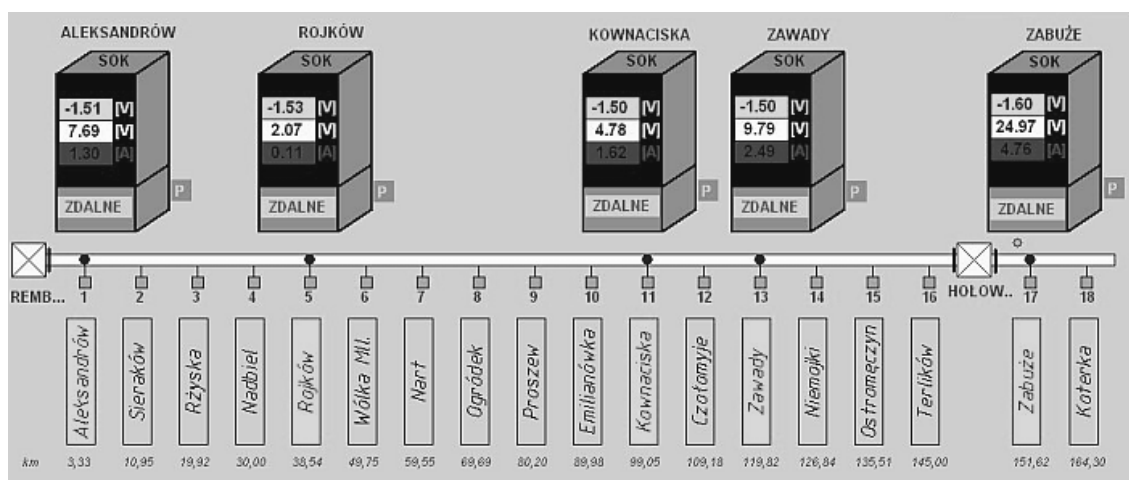 ALEKSANDRÓW ROJKÓW KOWNACISKA ZAWADY ZABUŻE
SOK SOK SOK SOK SOK
-1.51 [V] -1.53 [V] -1.50 [V] -1.50 [V] -1.60 [V]
7.69 [V] 2.07 [V] 4.78 [V] 9.79 [V] 24.97 [V]
1.30 [A] 0.11 [A] 1.62 [A] 2.49 [A] 4.76 [A]
P P P P P
ZDALNE ZDALNE ZDALNE ZDALNE ZDALNE
REMB... 1 2 3 4 5 6 7 8 9 10 11 12 13 14 15 16 HOŁOW.. 17 18
Aleksandrów
Sieraków
Rżyska
Nadbiel
Rojków
Wólka Mll.
Nart
Ogródek
Proszew
Emilianówka
Kownaciska
Czołomyje
Zawady
Niemojki
Ostromęczyn
Terlików
Zabuże
Koterka
km 3,33 10,95 19,92 30,00 38,54 49,75 59,55 69,69 80,20 89,98 99,05 109,18 119,82 126,84 135,51 145,00 151,62 164,30